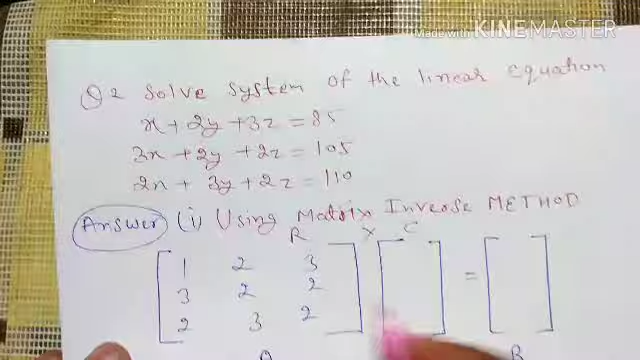 Made with KINEMASTER
Q2 Solve System of the linear equation
x + 2y + 3z = 85
3x + 2y + 2z = 105
2x + 3y + 2z = 110
Answer (i) Using Matrix Inverse METHOD
R X C
1 2 3
3 2 2 =
2 3 2
A B